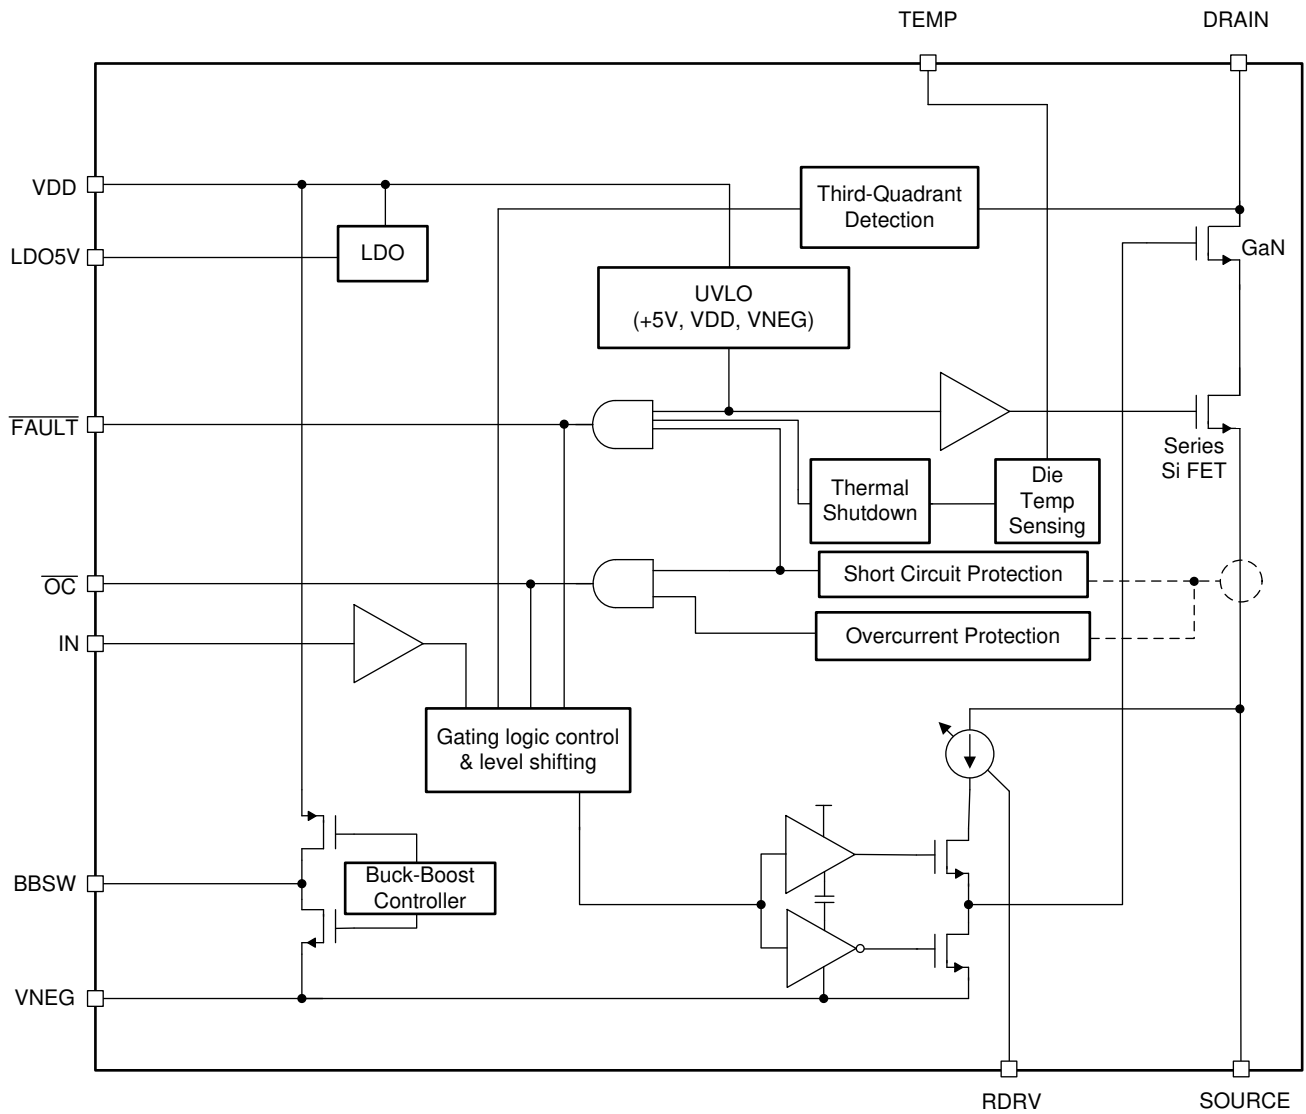 TEMP
DRAIN
VDD
Third-Quadrant
Detection
LDO5V
LDO
GaN
UVLO
(+5V, VDD, VNEG)
FAULT
Series
Si FET
Thermal
Shutdown
Die
Temp
Sensing
OC
Short Circuit Protection
IN
Overcurrent Protection
Gating logic control
& level shifting
BBSW
Buck-Boost
Controller
VNEG
RDRV
SOURCE